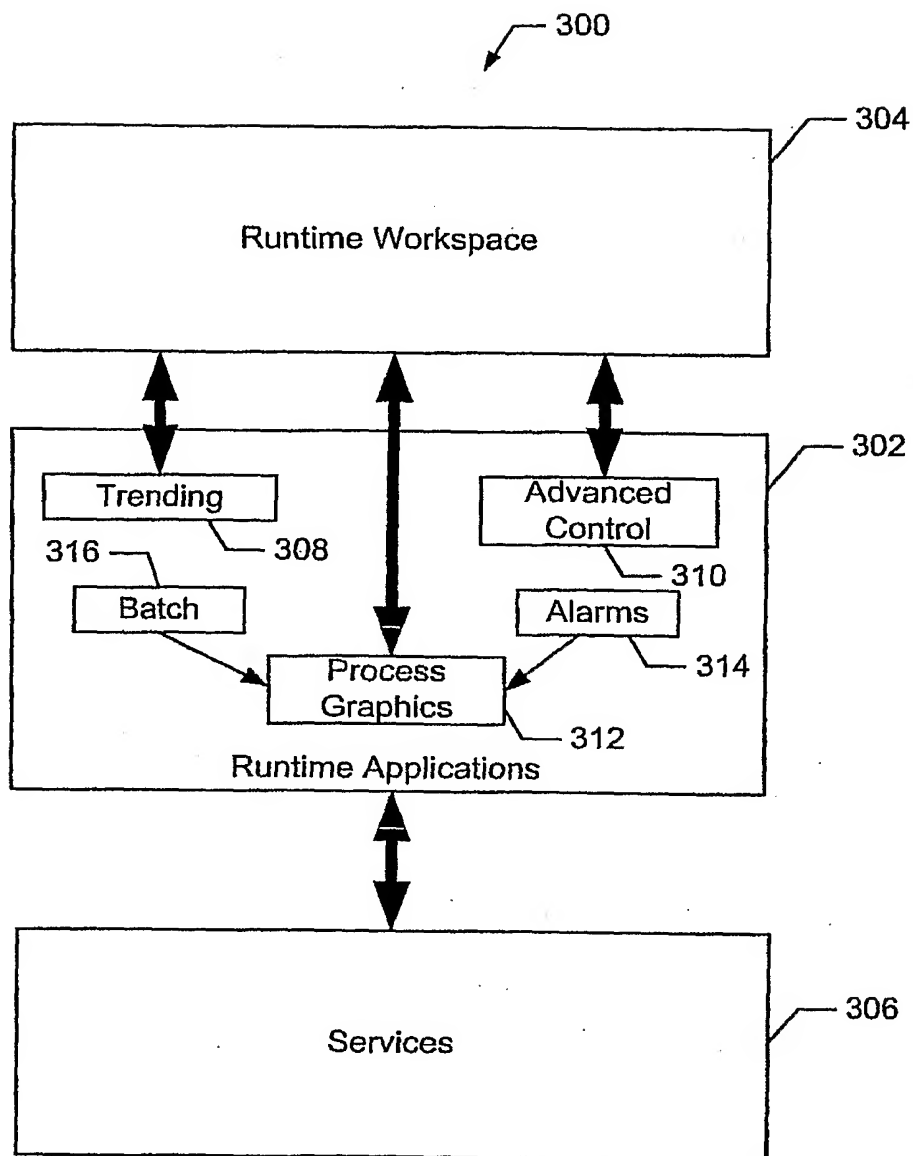 300
304
Runtime Workspace
302
Trending
Advanced
Control
308
316
310
Batch
Alarms
314
Process
Graphics
312
Runtime Applications
306
Services